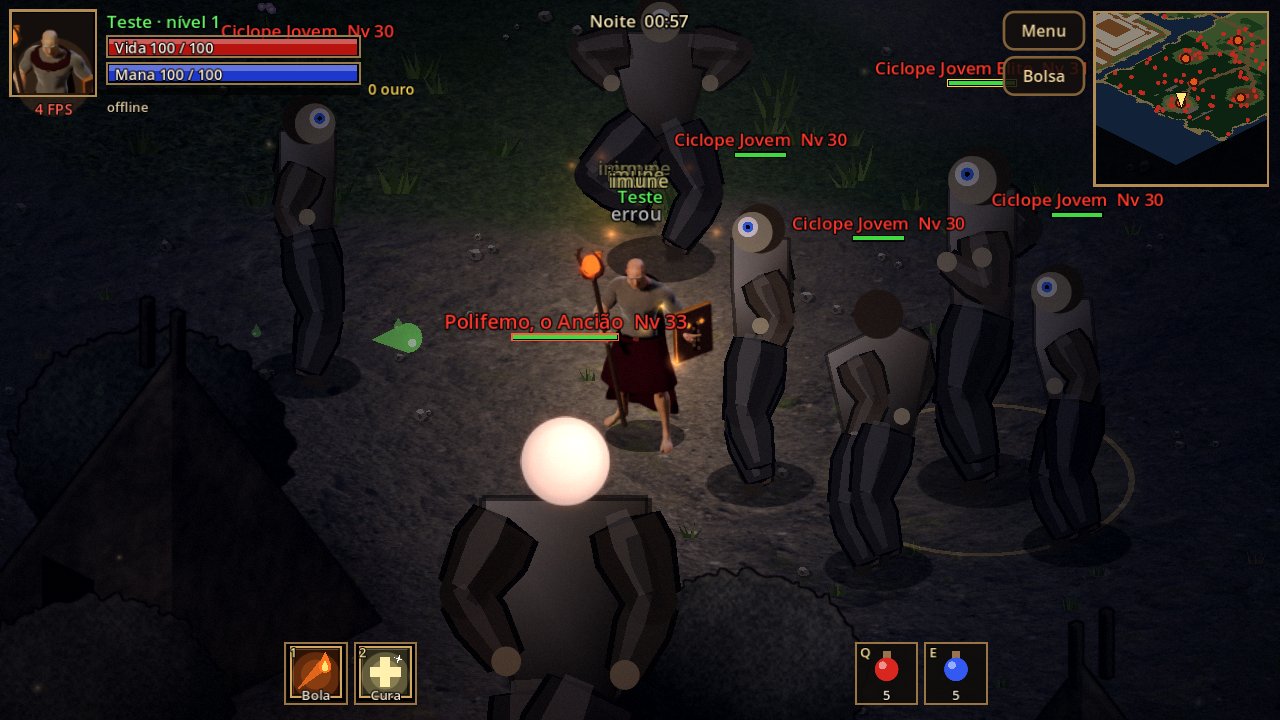 Teste · nível 1
Ciclope Jovem Nv 30
Vida 100 / 100
Mana 100 / 100
0 ouro
4 FPS
offline
Noite 00:57
Menu
Bolsa
Ciclope Jovem
Ciclope Jovem Nv 30
imune
Teste
errou
Ciclope Jovem Nv 30
Ciclope Jovem Nv 30
Polifemo, o Ancião Nv 33
1
Bola
2
Cura
Q
5
E
5